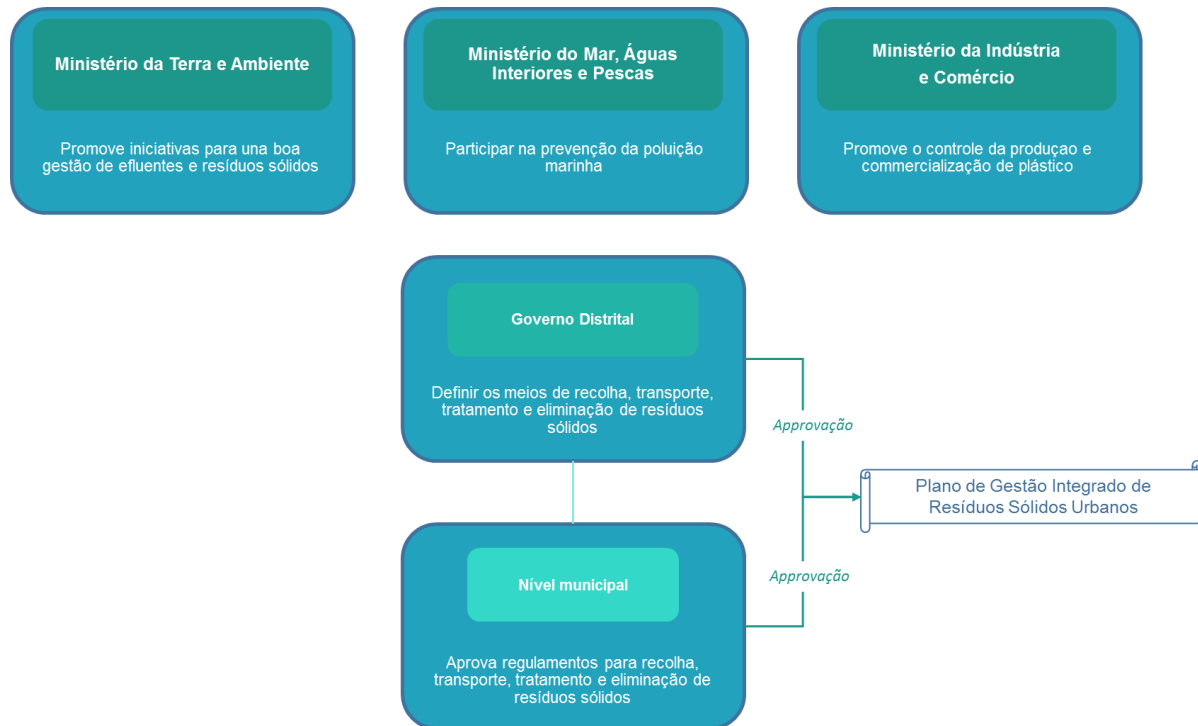 Ministério da Terra e Ambiente
Promove iniciativas para una boa
gestão de efluentes e resíduos sólidos
Ministério do Mar, Águas
Interiores e Pescas
Participar na prevenção da poluição
marinha
Ministério da Indústria
e Comércio
Promove o controle da produçao e
commercialização de plástico
Governo Distrital
Definir os meios de recolha, transporte,
tratamento e eliminação de resíduos
sólidos
Approvação
Plano de Gestão Integrado de
Resíduos Sólidos Urbanos
Approvação
Nível municipal
Aprova regulamentos para recolha,
transporte, tratamento e eliminação de
resíduos sólidos